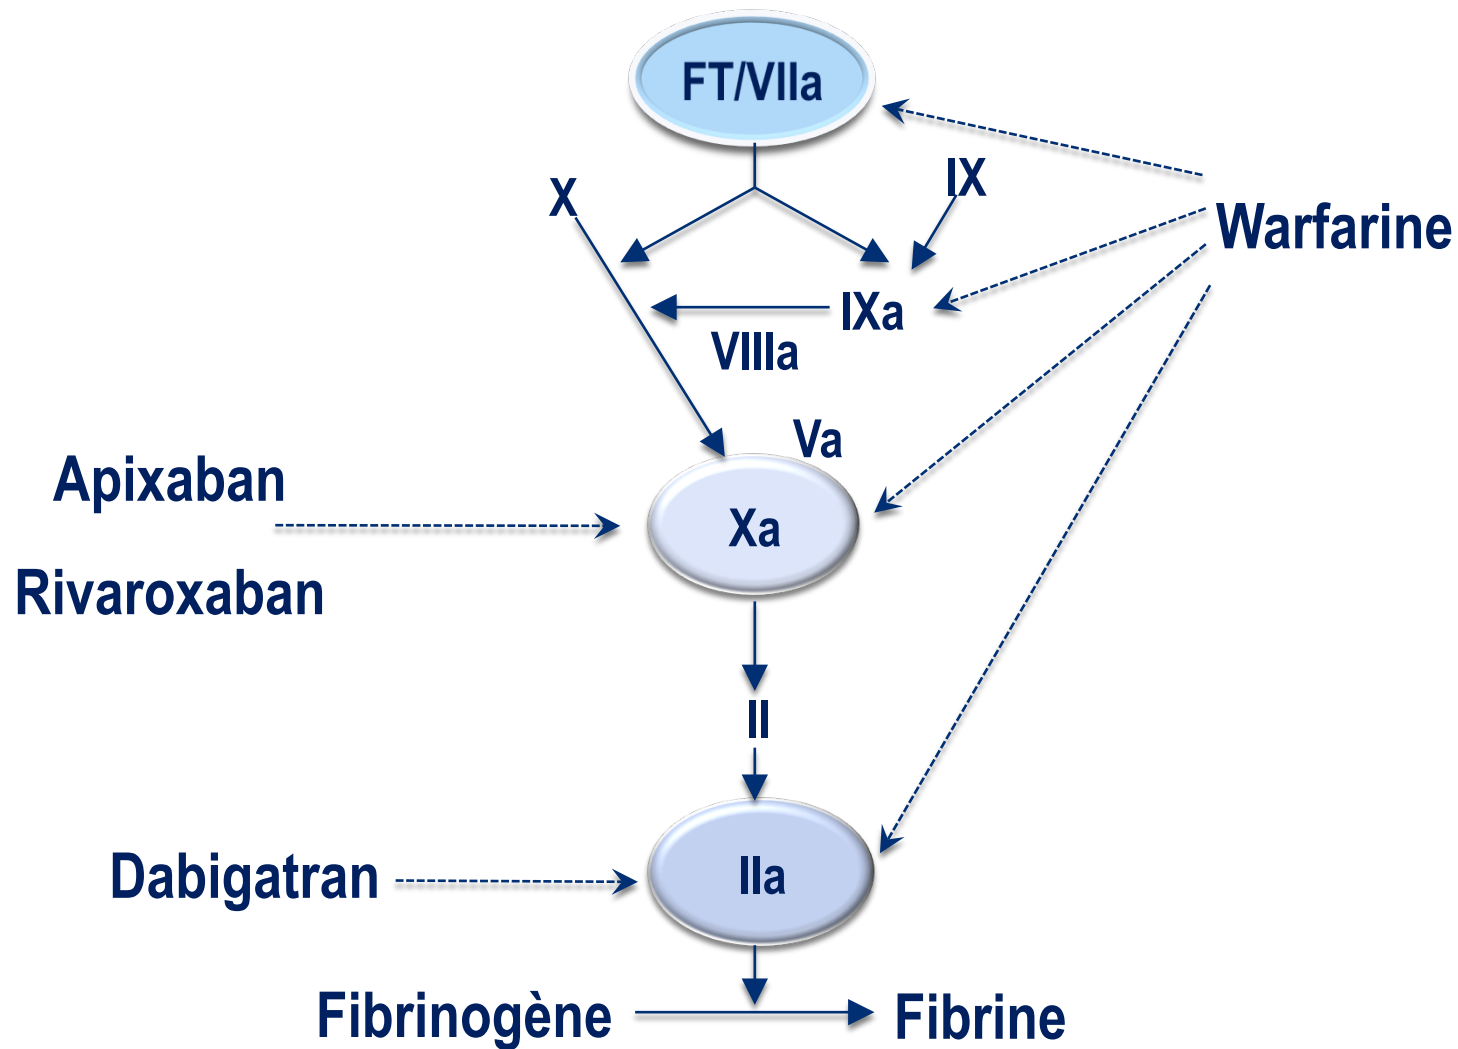 FT/VIIa
X
IX
Warfarine
IXa
VIIIa
Va
Apixaban
Xa
Rivaroxaban
II
Dabigatran
IIa
Fibrinogène
Fibrine